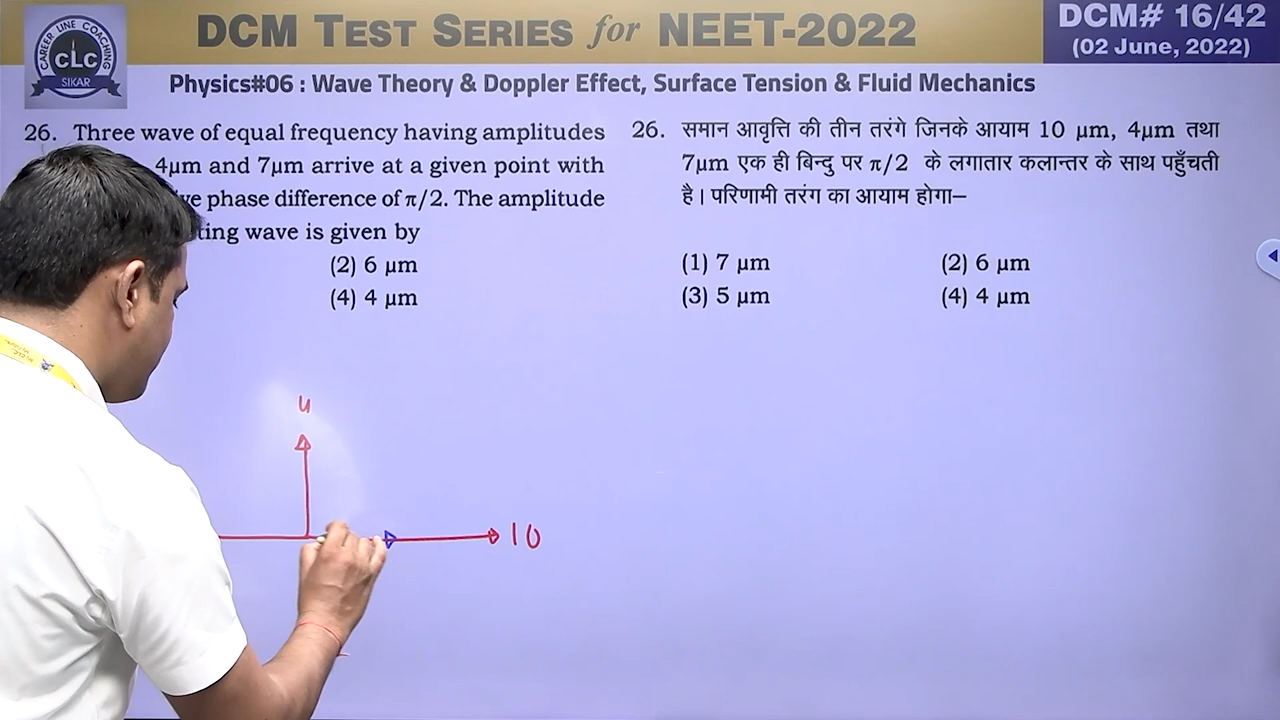 DCM TEST SERIES for NEET-2022
DCM# 16/42
(02 June, 2022)
CAREER LINE COACHING
CLC
SIKAR
Physics#06 : Wave Theory & Doppler Effect, Surface Tension & Fluid Mechanics
26. Three wave of equal frequency having amplitudes
4µm and 7µm arrive at a given point with
phase difference of π/2. The amplitude
wave is given by
(2) 6 µm
(4) 4 µm
26. समान आवृत्ति की तीन तरंगे जिनके आयाम 10 µm, 4µm तथा
7µm एक ही बिन्दु पर π/2 के लगातार कलान्तर के साथ पहुँचती
है। परिणामी तरंग का आयाम होगा–
(1) 7 µm (2) 6 µm
(3) 5 µm (4) 4 µm
4
10